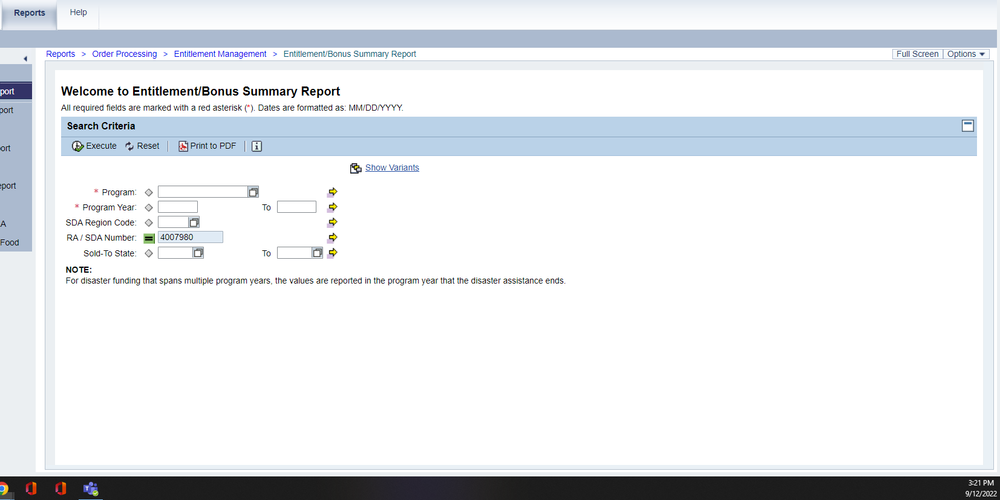 Reports Help
Reports > Order Processing > Entitlement Management > Entitlement/Bonus Summary Report Full Screen Options
port
port
ort
eport
A
Food
Welcome to Entitlement/Bonus Summary Report
All required fields are marked with a red asterisk (*). Dates are formatted as: MM/DD/YYYY.
Search Criteria
Execute Reset Print to PDF
Show Variants
* Program:
* Program Year: To
SDA Region Code:
RA / SDA Number: 4007980
Sold-To State: To
NOTE:
For disaster funding that spans multiple program years, the values are reported in the program year that the disaster assistance ends.
3:21 PM
9/12/2022